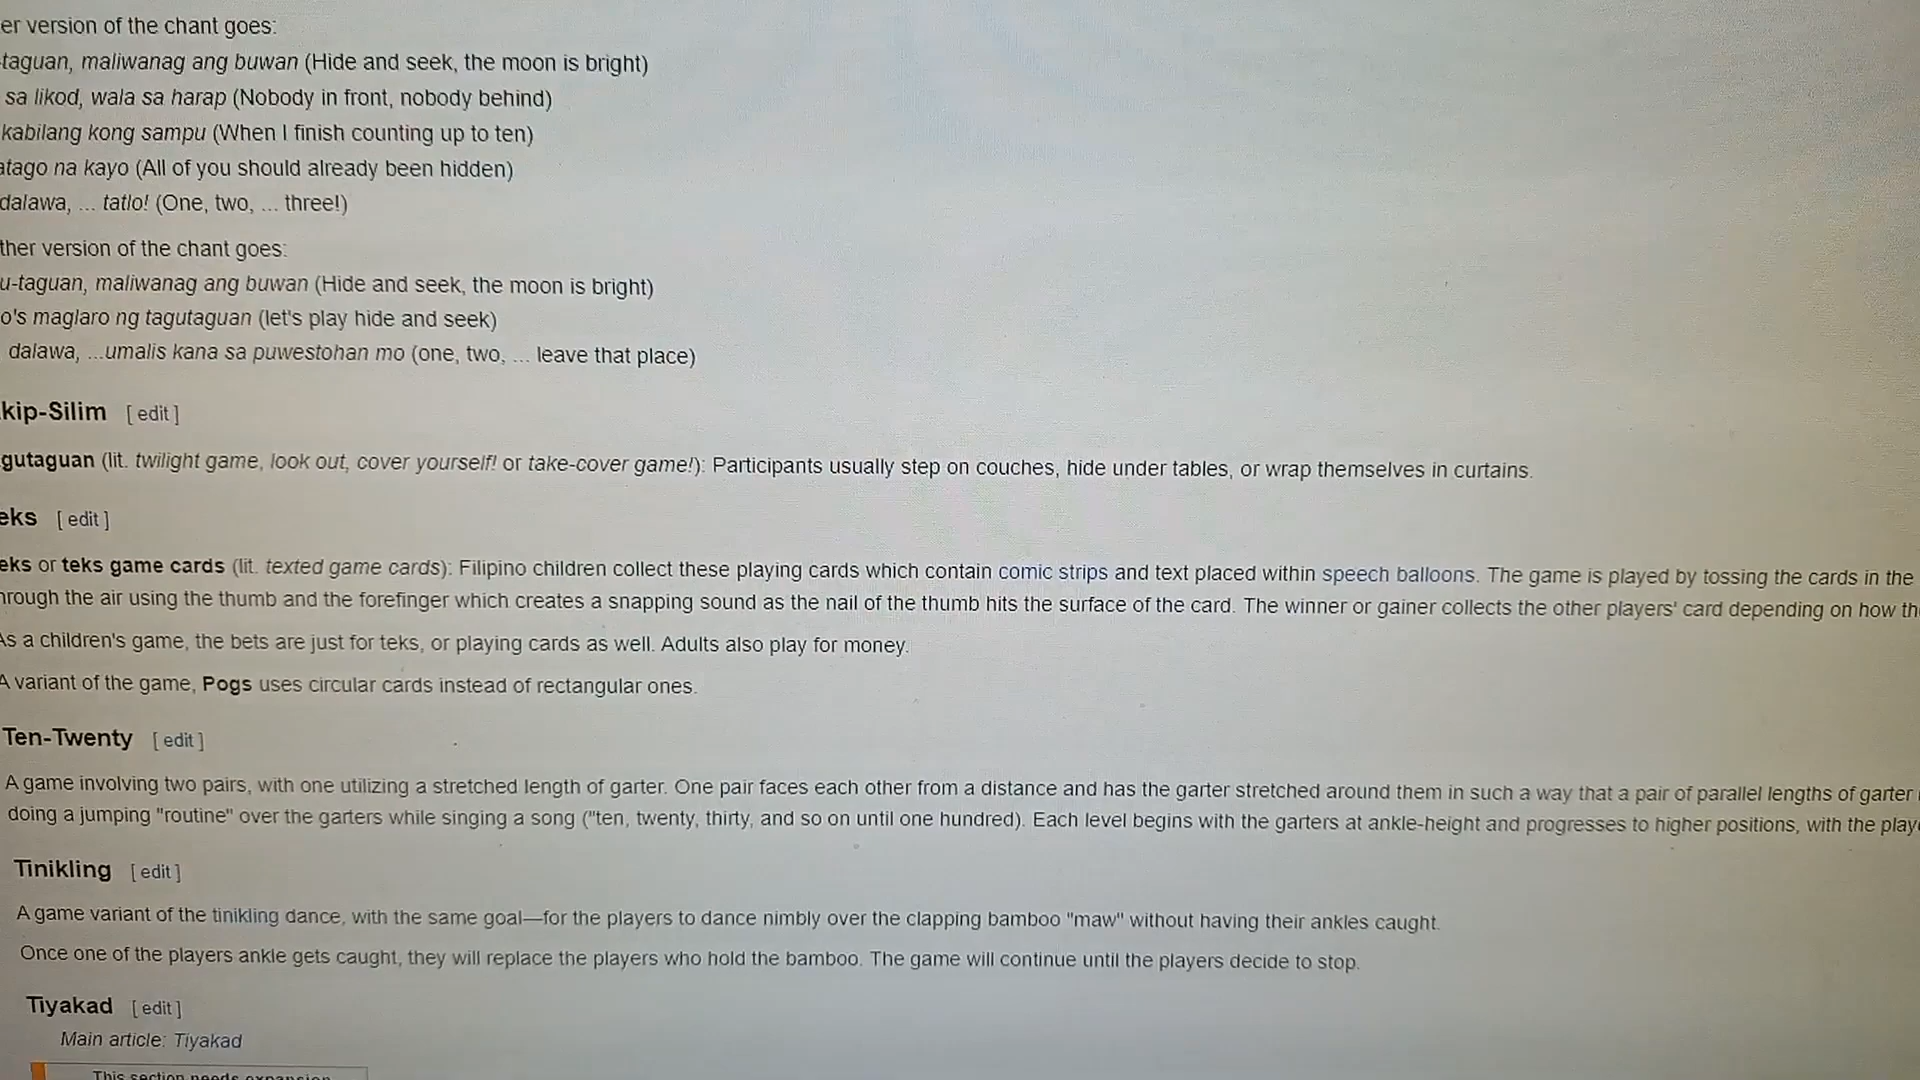 er version of the chant goes:
taguan, maliwanag ang buwan (Hide and seek, the moon is bright)
sa likod, wala sa harap (Nobody in front, nobody behind)
kabilang kong sampu (When I finish counting up to ten)
atago na kayo (All of you should already been hidden)
dalawa, ... tatlo! (One, two, ... three!)
ther version of the chant goes:
u-taguan, maliwanag ang buwan (Hide and seek, the moon is bright)
o's maglaro ng tagutaguan (let's play hide and seek)
dalawa, ...umalis kana sa puwestohan mo (one, two, ... leave that place)
kip-Silim [ edit ]
gutaguan (lit. twilight game, look out, cover yourself! or take-cover game!): Participants usually step on couches, hide under tables, or wrap themselves in curtains.
eks [ edit ]
eks or teks game cards (lit. texted game cards): Filipino children collect these playing cards which contain comic strips and text placed within speech balloons. The game is played by tossing the cards in the
hrough the air using the thumb and the forefinger which creates a snapping sound as the nail of the thumb hits the surface of the card. The winner or gainer collects the other players' card depending on how th
As a children's game, the bets are just for teks, or playing cards as well. Adults also play for money.
A variant of the game, Pogs uses circular cards instead of rectangular ones.
Ten-Twenty [ edit ]
A game involving two pairs, with one utilizing a stretched length of garter. One pair faces each other from a distance and has the garter stretched around them in such a way that a pair of parallel lengths of garter
doing a jumping "routine" over the garters while singing a song ("ten, twenty, thirty, and so on until one hundred). Each level begins with the garters at ankle-height and progresses to higher positions, with the play
Tinikling [ edit ]
A game variant of the tinikling dance, with the same goal—for the players to dance nimbly over the clapping bamboo "maw" without having their ankles caught.
Once one of the players ankle gets caught, they will replace the players who hold the bamboo. The game will continue until the players decide to stop.
Tiyakad [ edit ]
Main article: Tiyakad
This section needs expansion